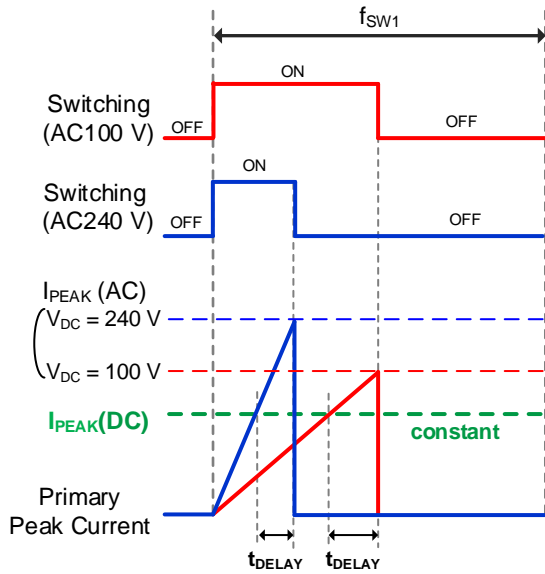 fSW1
ON
Switching
(AC100 V)
OFF
OFF
ON
Switching
(AC240 V)
OFF
OFF
IPEAK (AC)
VDC = 240 V
VDC = 100 V
IPEAK(DC)
constant
Primary
Peak Current
tDELAY
tDELAY